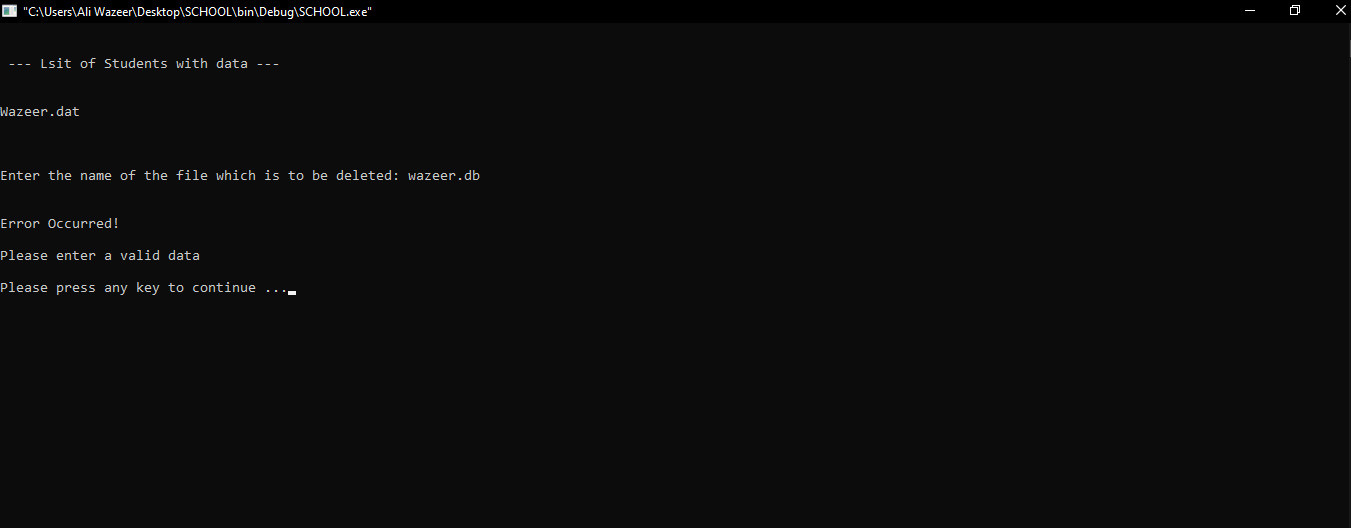 "C:\Users\Ali Wazeer\Desktop\SCHOOL\bin\Debug\SCHOOL.exe"
--- Lsit of Students with data ---
Wazeer.dat
Enter the name of the file which is to be deleted: wazeer.db
Error Occurred!
Please enter a valid data
Please press any key to continue ...